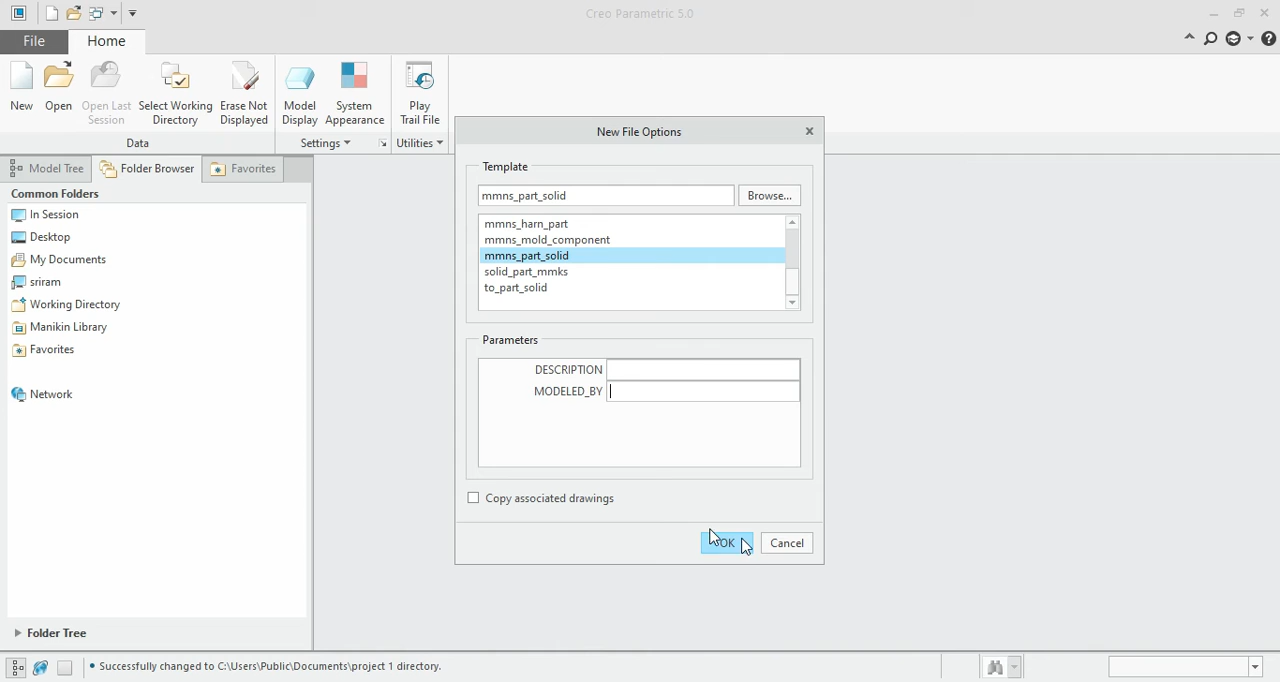 Creo Parametric 5.0
File
Home
New
Open
Open Last Session
Select Working Directory
Erase Not Displayed
Model Display
System Appearance
Play Trail File
Data
Settings
Utilities
Model Tree
Folder Browser
Favorites
Common Folders
In Session
Desktop
My Documents
sriram
Working Directory
Manikin Library
Favorites
Network
Folder Tree
New File Options
Template
mmns_part_solid
Browse...
mmns_harn_part
mmns_mold_component
mmns_part_solid
solid_part_mmks
to_part_solid
Parameters
DESCRIPTION
MODELED_BY
Copy associated drawings
OK
Cancel
• Successfully changed to C:\Users\Public\Documents\project 1 directory.